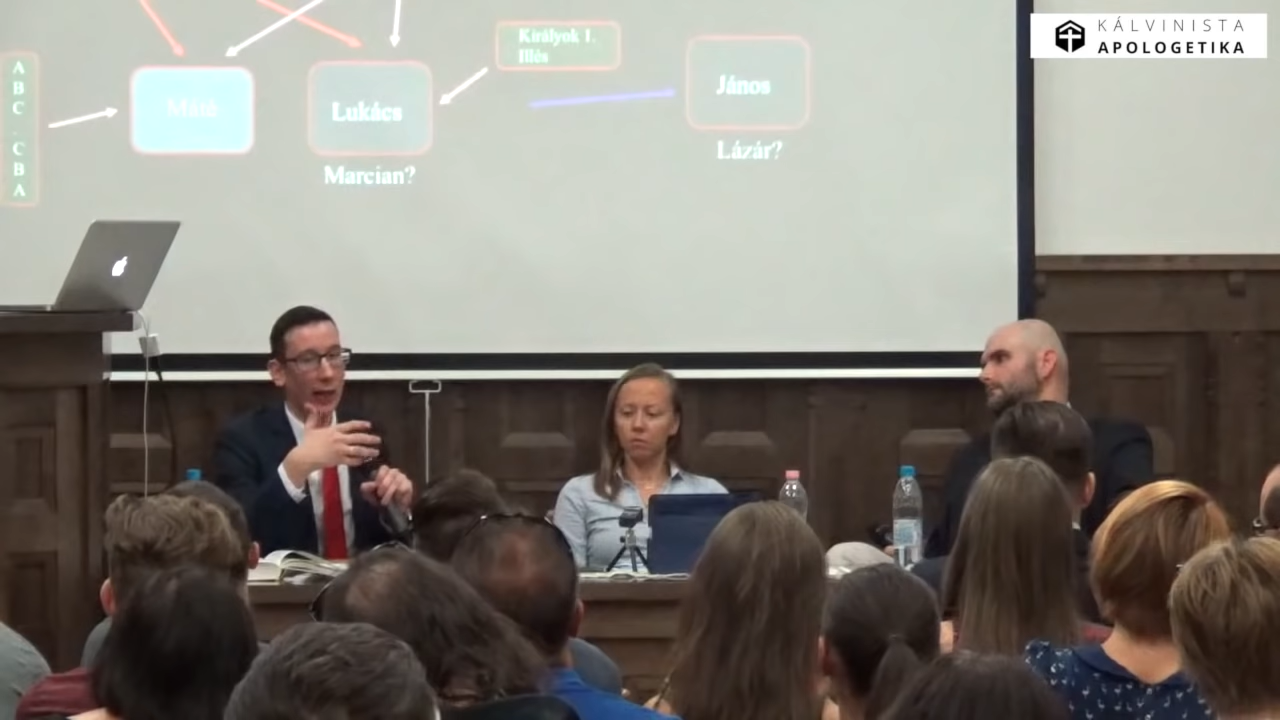 KÁLVINISTA
APOLOGETIKA
Királyok 1.
Illés
A
B
C
.
C
B
A
Máté
Lukács
János
Marcian?
Lázár?